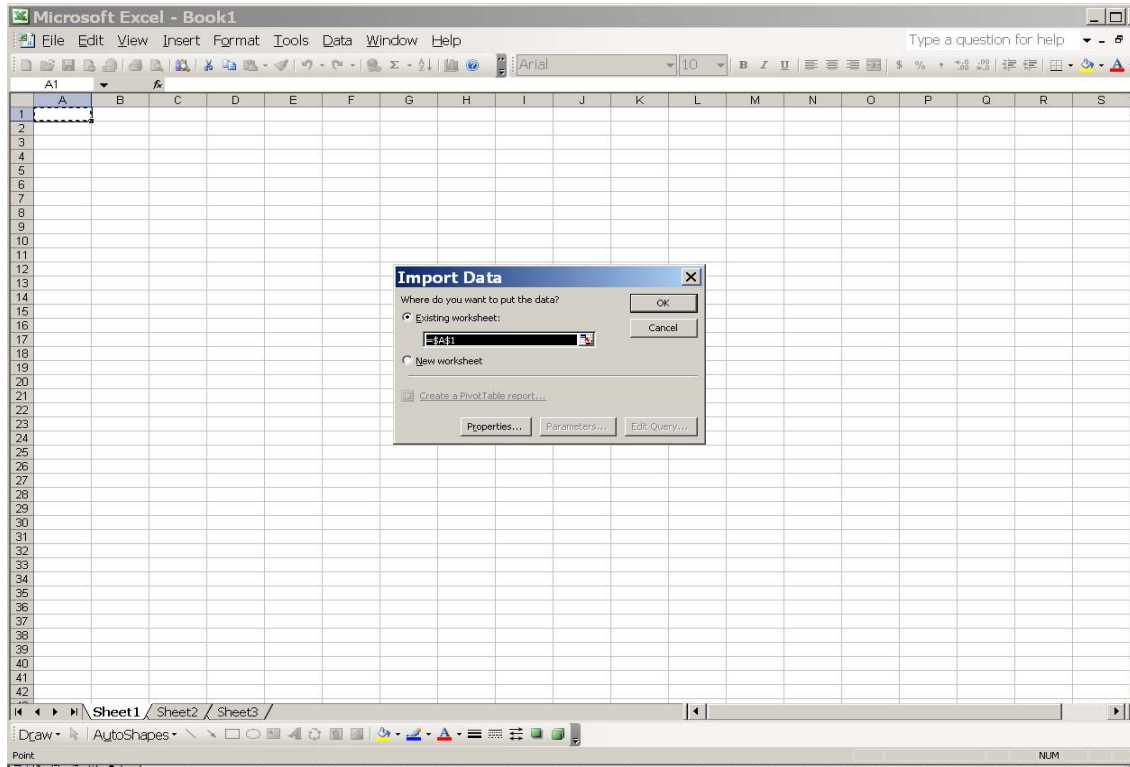 Microsoft Excel - Book1
File Edit View Insert Format Tools Data Window Help Type a question for help
Arial 10 B I U $ %
A1 fx
A B C D E F G H I J K L M N O P Q R S
1
2
3
4
5
6
7
8
9
10
11
12
13
14
15
16
17
18
19
20
21
22
23
24
25
26
27
28
29
30
31
32
33
34
35
36
37
38
39
40
41
42
Import Data
Where do you want to put the data?
OK
Existing worksheet:
Cancel
=$A$1
New worksheet
Create a PivotTable report...
Properties... Parameters... Edit Query...
Sheet1 Sheet2 Sheet3
Draw AutoShapes
Point NUM